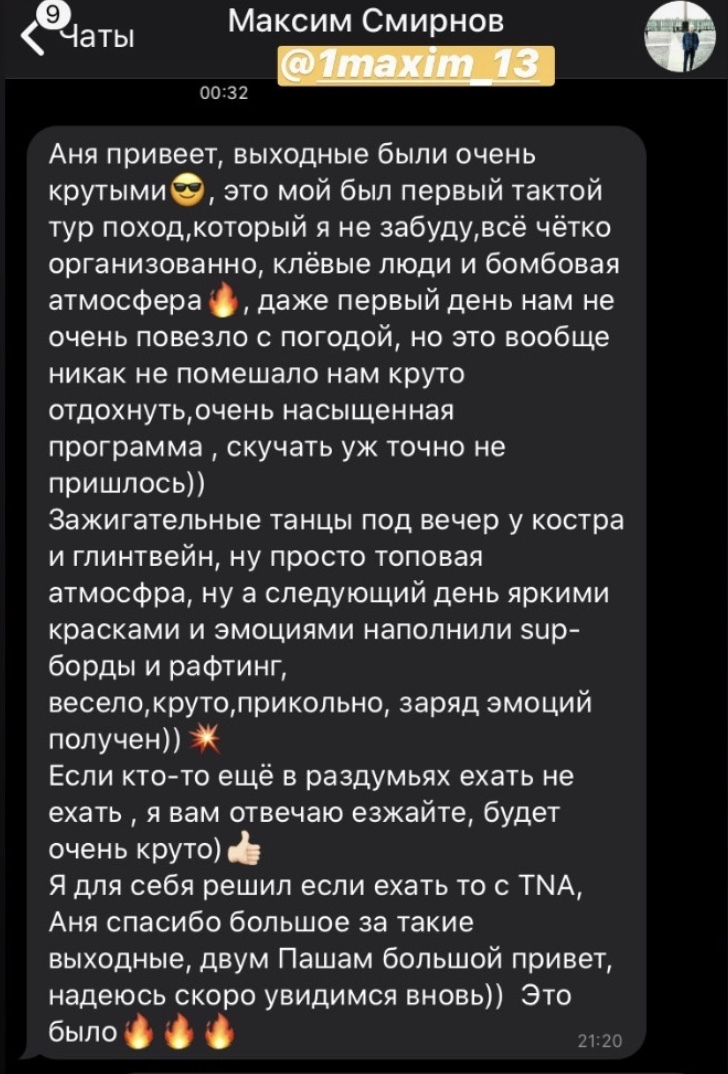 9
Чаты
Максим Смирнов
@1maxim_13
00:32
Аня привеет, выходные были очень
крутыми😎, это мой был первый тактой
тур поход,который я не забуду,всё чётко
организованно, клёвые люди и бомбовая
атмосфера🔥, даже первый день нам не
очень повезло с погодой, но это вообще
никак не помешало нам круто
отдохнуть,очень насыщенная
программа , скучать уж точно не
пришлось))
Зажигательные танцы под вечер у костра
и глинтвейн, ну просто топовая
атмосфра, ну а следующий день яркими
красками и эмоциями наполнили sup-
борды и рафтинг,
весело,круто,прикольно, заряд эмоций
получен))💥
Если кто-то ещё в раздумьях ехать не
ехать , я вам отвечаю езжайте, будет
очень круто)👍🏻
Я для себя решил если ехать то с TNA,
Аня спасибо большое за такие
выходные, двум Пашам большой привет,
надеюсь скоро увидимся вновь)) Это
было🔥🔥🔥
21:20